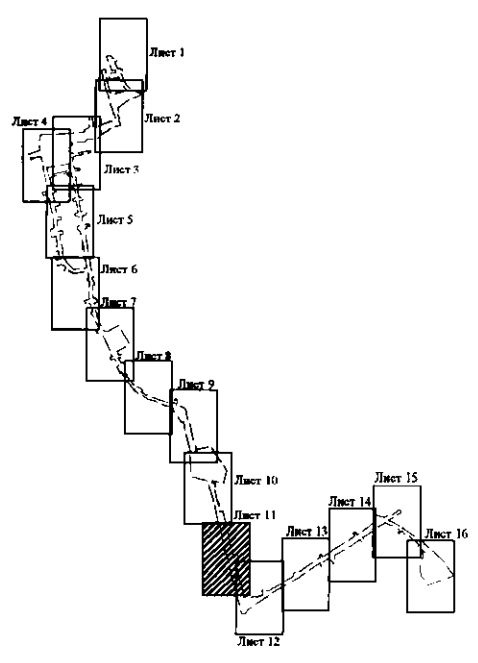 Лист 1
Лист 2
Лист 4
Лист 3
Лист 5
Лист 6
Лист 7
Лист 8
Лист 9
Лист 10
Лист 11
Лист 12
Лист 13
Лист 14
Лист 15
Лист 16